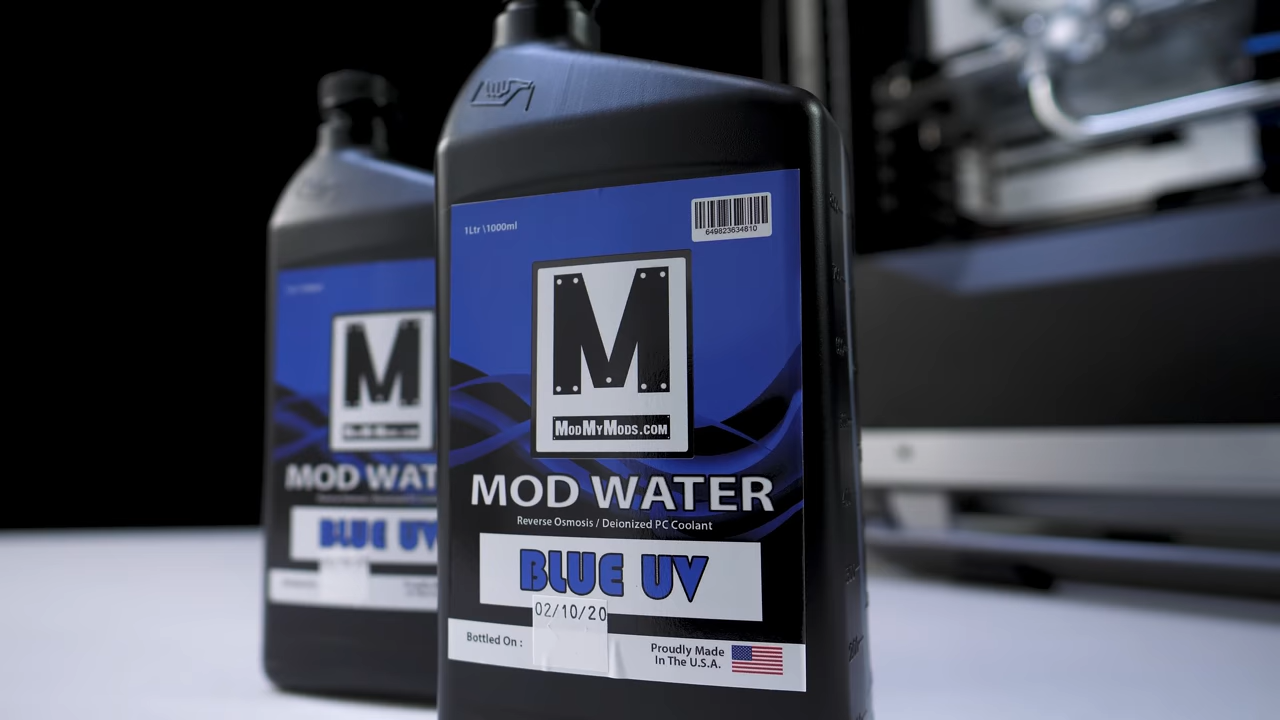 1Ltr \1000ml
649823634810
M
MODMYMODS.COM
MOD WATER
Reverse Osmosis / Deionized PC Coolant
BLUE UV
02/10/20
Bottled On :
Proudly Made
In The U.S.A.
M
MOD WAT
BLUE UV